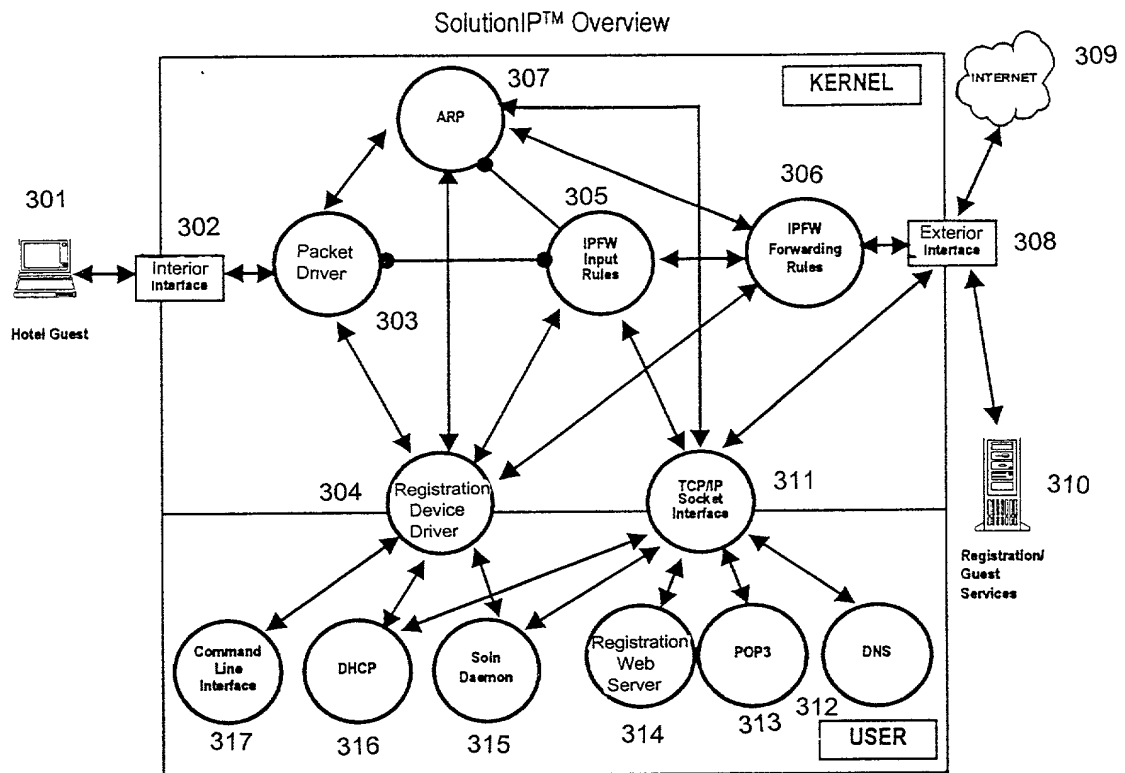 SolutionIP™ Overview
309
INTERNET
KERNEL
307
ARP
301
302
305
306
Interior
Interface
Packet
Driver
IPFW
Input
Rules
IPFW
Forwarding
Rules
Exterior
Interface
308
Hotel Guest
303
304
Registration
Device
Driver
TCP/IP
Socket
Interface
311
310
Registration/
Guest
Services
Command
Line
Interface
DHCP
Soin
Daemon
Registration
Web
Server
POP3
DNS
317
316
315
314
313
312
USER